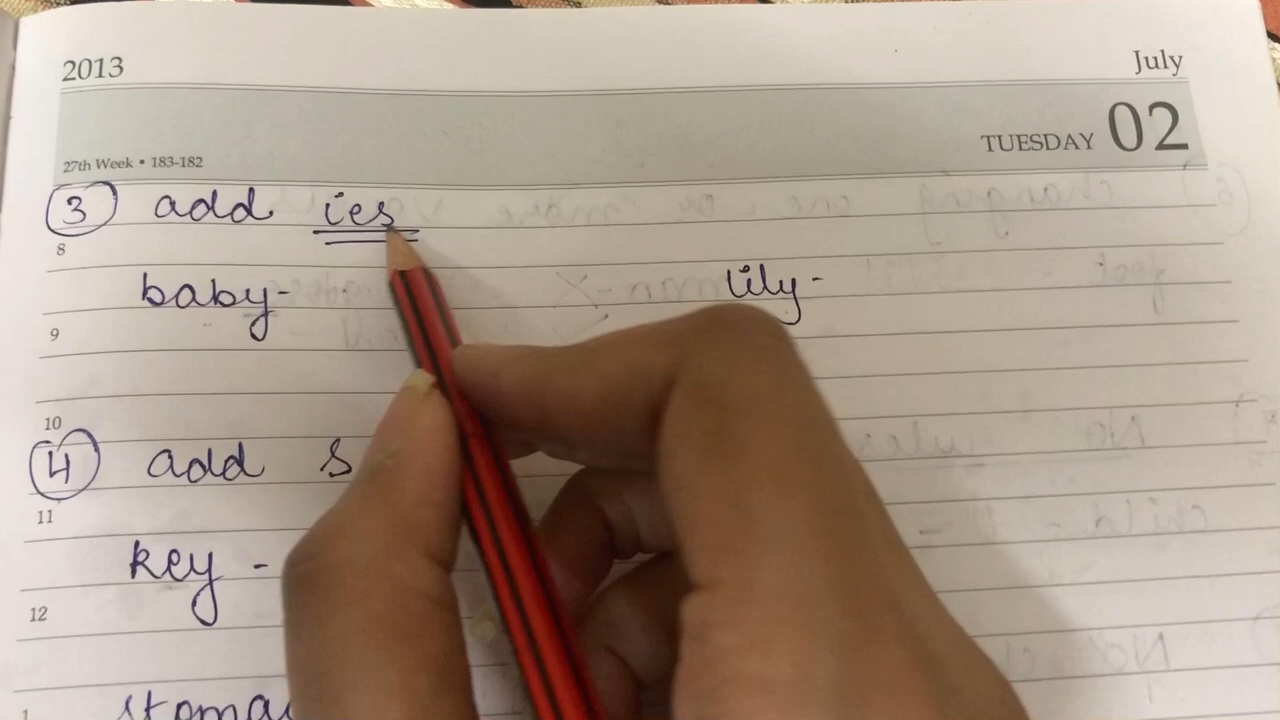 2013 July
TUESDAY 02
27th Week • 183-182
3 add ies
8
baby- lily-
9
10
4 add s
11
key -
12
1